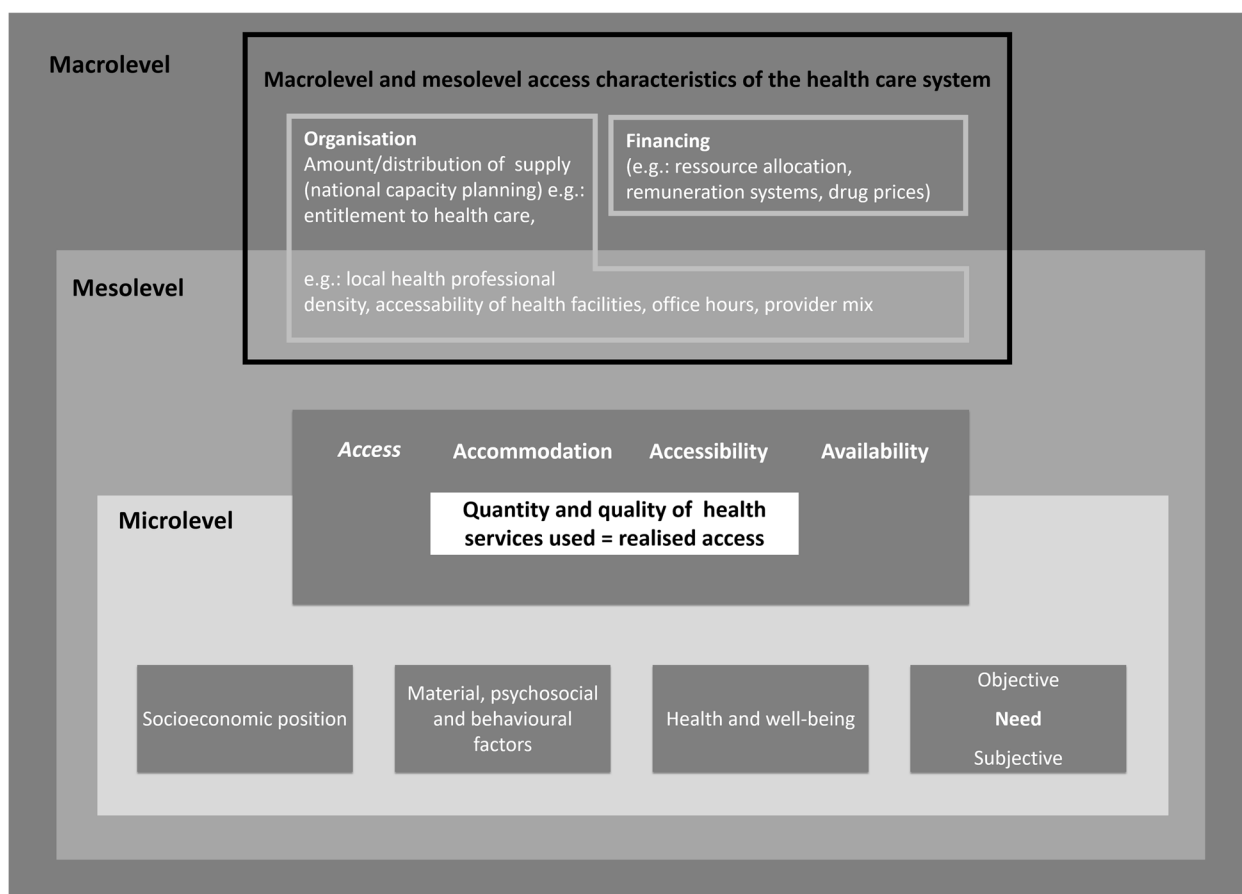 Macrolevel
Macrolevel and mesolevel access characteristics of the health care system
Organisation
Amount/distribution of supply
(national capacity planning) e.g.:
entitlement to health care,
Financing
(e.g.: ressource allocation,
remuneration systems, drug prices)
Mesolevel
e.g.: local health professional
density, accessability of health facilities, office hours, provider mix
Access Accommodation Accessibility Availability
Microlevel
Quantity and quality of health
services used = realised access
Socioeconomic position
Material, psychosocial
and behavioural
factors
Health and well-being
Objective
Need
Subjective